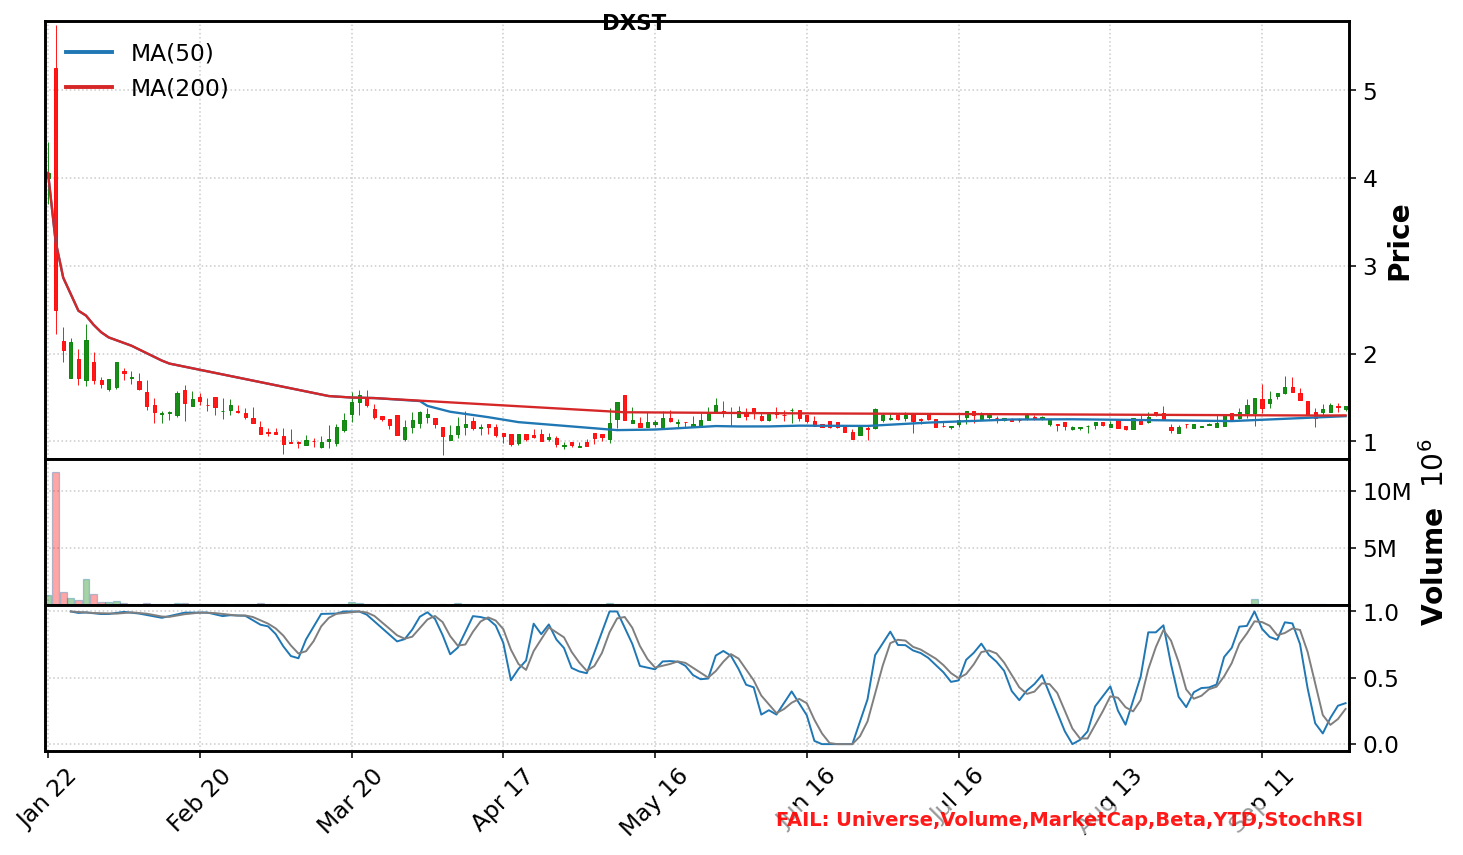 DXST
MA(50)
MA(200)
5
4
3
2
1
Price
10M
5M
Volume 10^6
1.0
0.5
0.0
Jan 22
Feb 20
Mar 20
Apr 17
May 16
Jun 16
Jul 16
Aug 13
Sep 11
FAIL: Universe,Volume,MarketCap,Beta,YTD,StochRSI